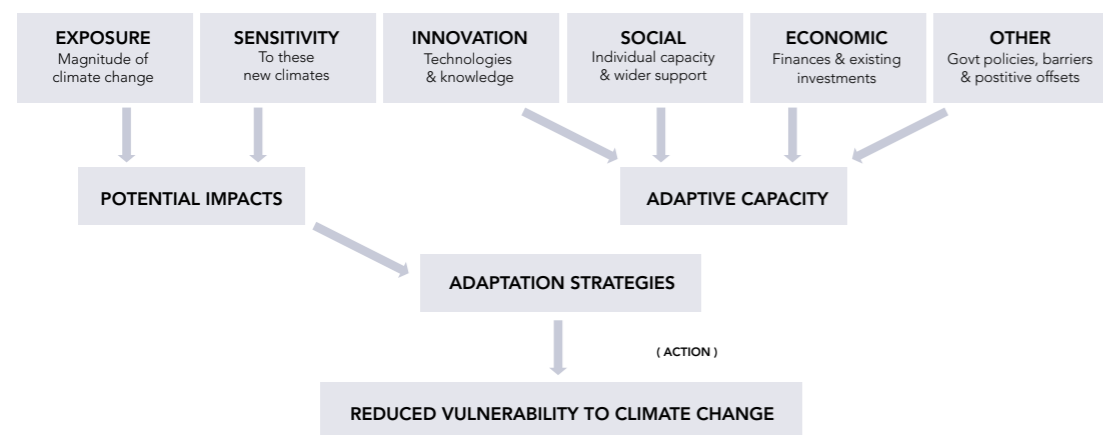 EXPOSURE
Magnitude of
climate change
SENSITIVITY
To these
new climates
INNOVATION
Technologies
& knowledge
SOCIAL
Individual capacity
& wider support
ECONOMIC
Finances & existing
investments
OTHER
Govt policies, barriers
& postitive offsets
POTENTIAL IMPACTS
ADAPTIVE CAPACITY
ADAPTATION STRATEGIES
( ACTION )
REDUCED VULNERABILITY TO CLIMATE CHANGE